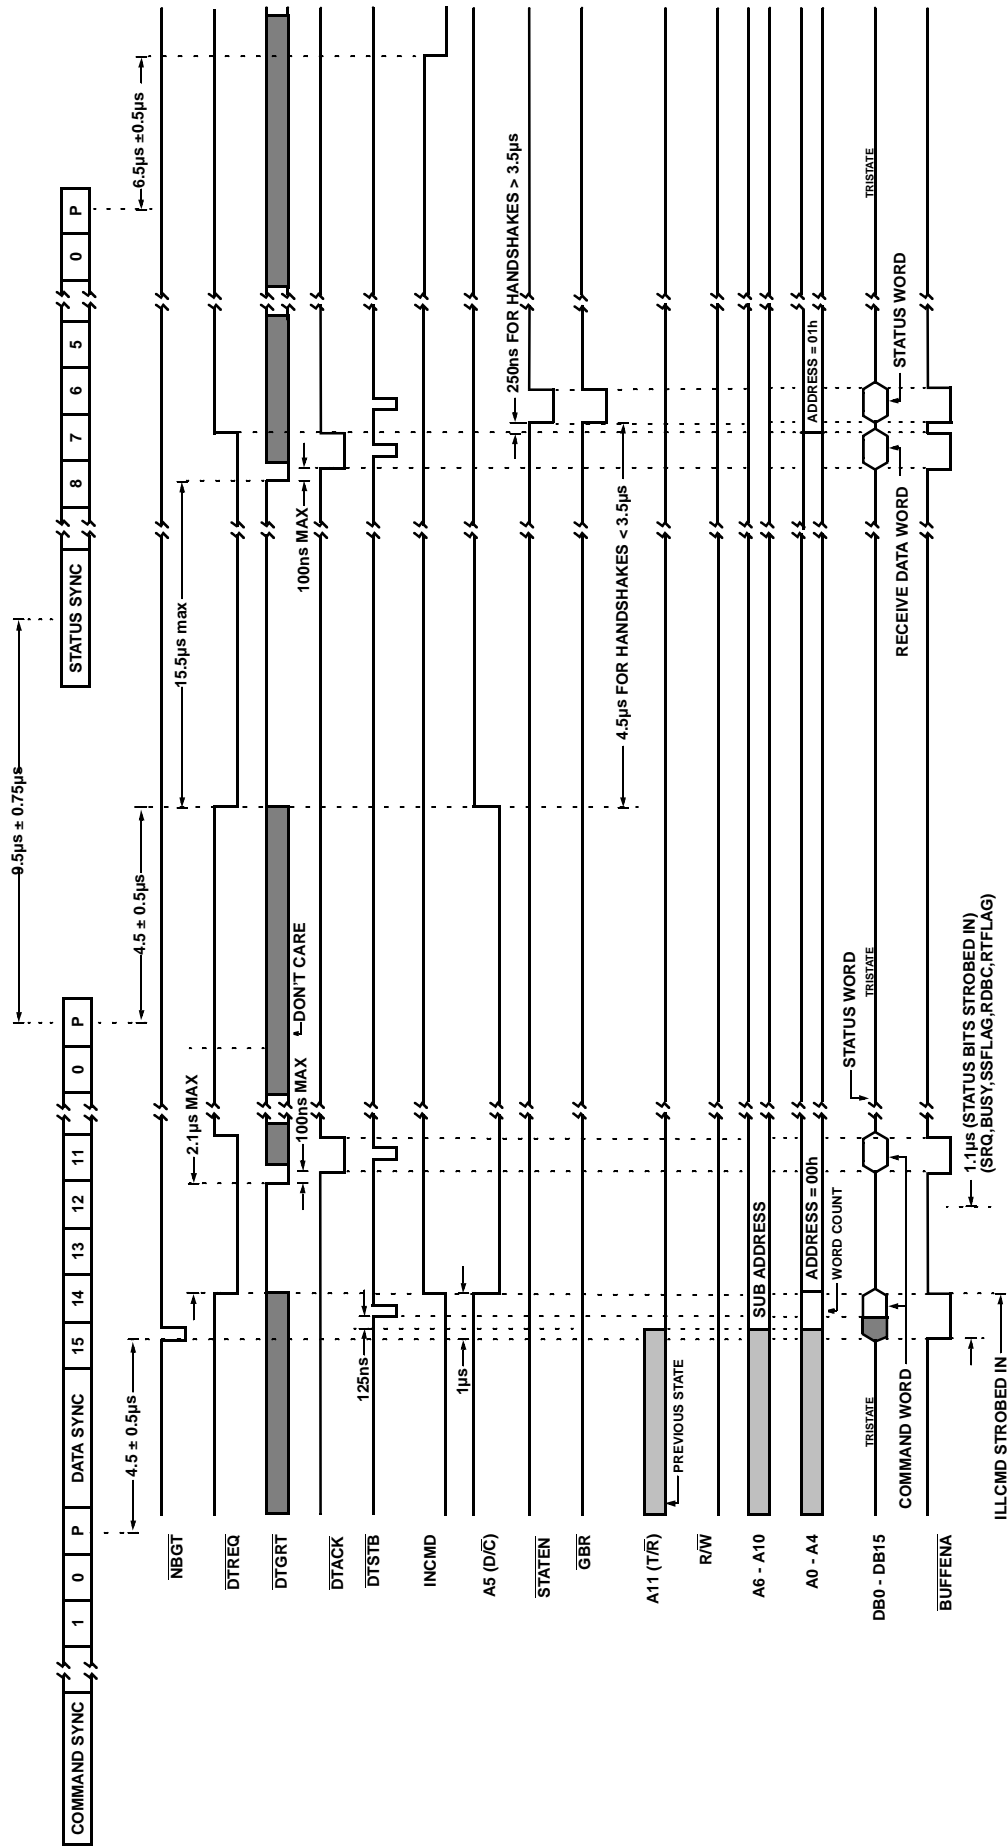 COMMAND SYNC 1 0 P DATA SYNC 15 14 13 12 11 0 P STATUS SYNC 8 7 6 5 0 P
9.5µs ± 0.75µs
4.5 ± 0.5µs
4.5 ± 0.5µs
6.5µs ±0.5µs
NBGT
2.1µs MAX
15.5µs max
DTREQ
DTGRT
DON'T CARE
100ns MAX
100ns MAX
DTACK
DTSTB
125ns
INCMD
1µs
A5 (D/C)
STATEN
250ns FOR HANDSHAKES > 3.5µs
GBR
4.5µs FOR HANDSHAKES < 3.5µs
A11 (T/R)
PREVIOUS STATE
R/W
A6 - A10
SUB ADDRESS
A0 - A4
ADDRESS = 00h
ADDRESS = 01h
WORD COUNT
STATUS WORD
DB0 - DB15
TRISTATE
TRISTATE
TRISTATE
COMMAND WORD
RECEIVE DATA WORD
STATUS WORD
BUFFENA
1.1µs (STATUS BITS STROBED IN)
(SRQ,BUSY,SSFLAG,RDBC,RTFLAG)
ILLCMD STROBED IN